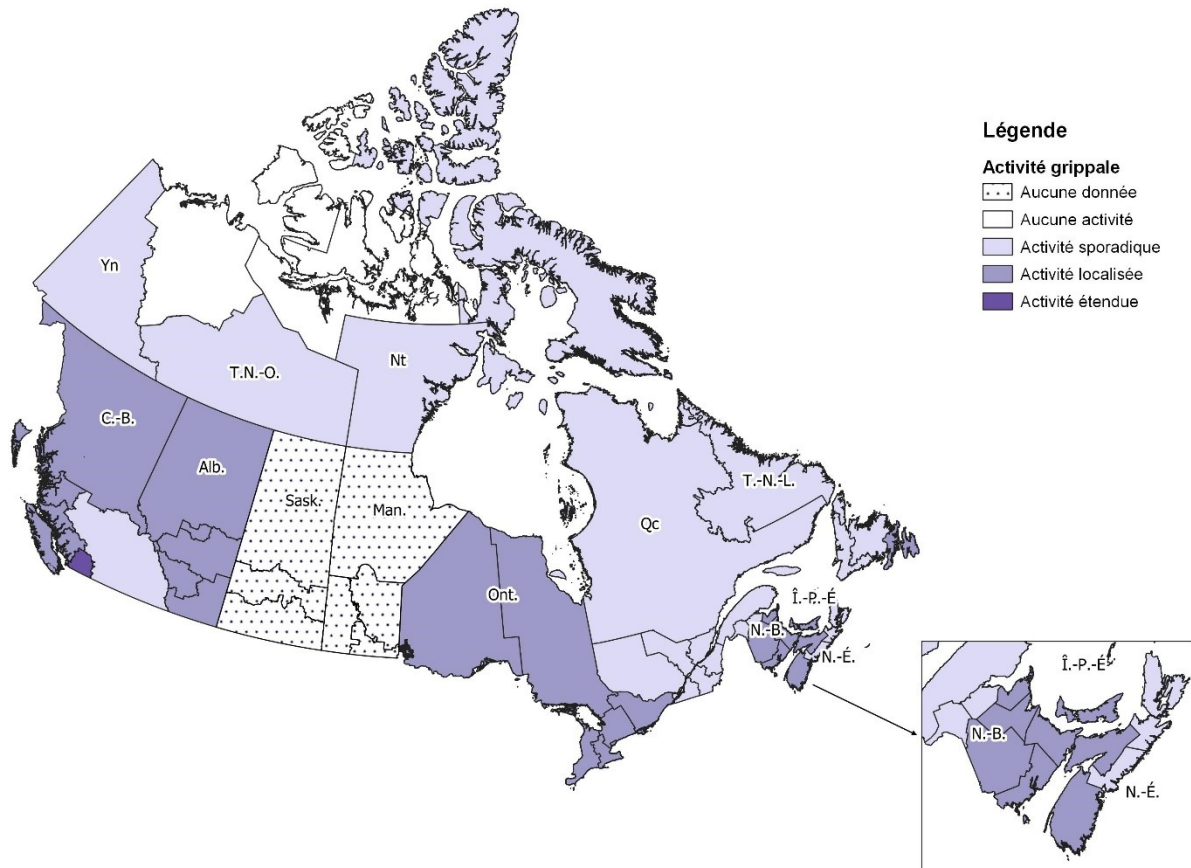 Légende
Activité grippale
Aucune donnée
Aucune activité
Activité sporadique
Activité localisée
Activité étendue
Yn
T.N.-O.
Nt
C.-B.
Alb.
Sask.
Man.
Ont.
Qc
T.-N.-L.
Î.-P.-É
N.-B.
N.-É.
Î.-P.-É
N.-B.
N.-É.